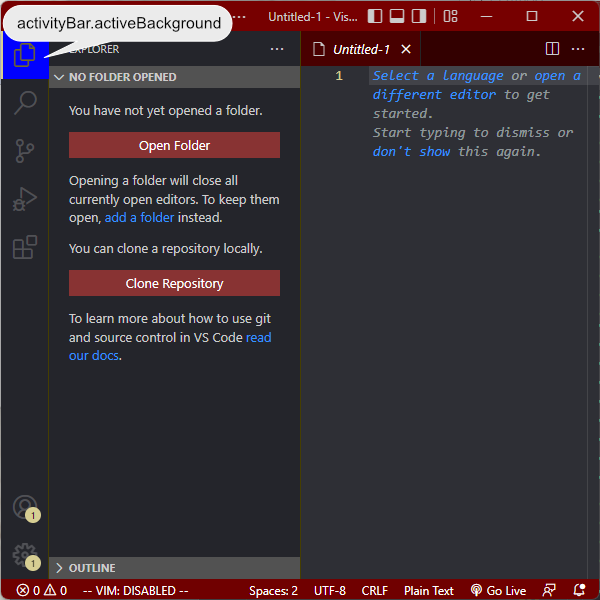 activityBar.activeBackground
Untitled-1 - Vis...
EXPLORER
Untitled-1
NO FOLDER OPENED
You have not yet opened a folder.
Open Folder
Opening a folder will close all
currently open editors. To keep them
open, add a folder instead.
You can clone a repository locally.
Clone Repository
To learn more about how to use git
and source control in VS Code read
our docs.
1
Select a language or open a
different editor to get
started.
Start typing to dismiss or
don't show this again.
1
1
OUTLINE
0 0 -- VIM: DISABLED -- Spaces: 2 UTF-8 CRLF Plain Text Go Live